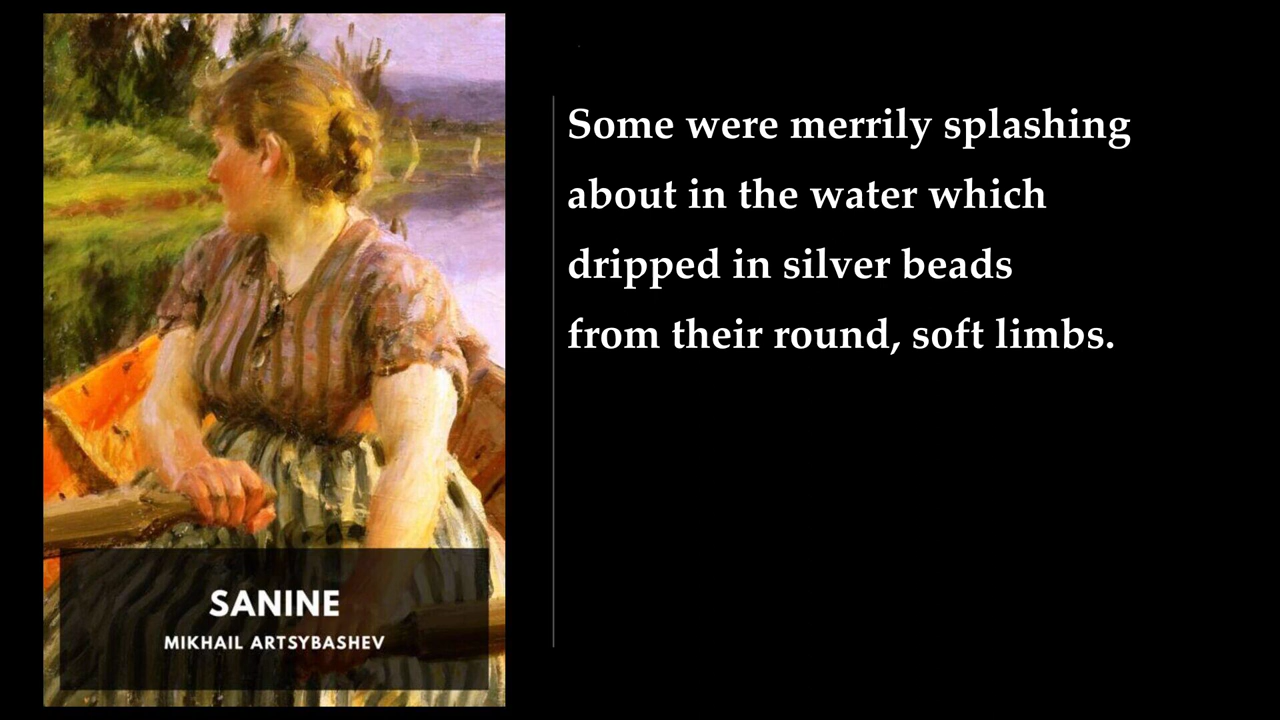 SANINE
MIKHAIL ARTSYBASHEV
Some were merrily splashing
about in the water which
dripped in silver beads
from their round, soft limbs.